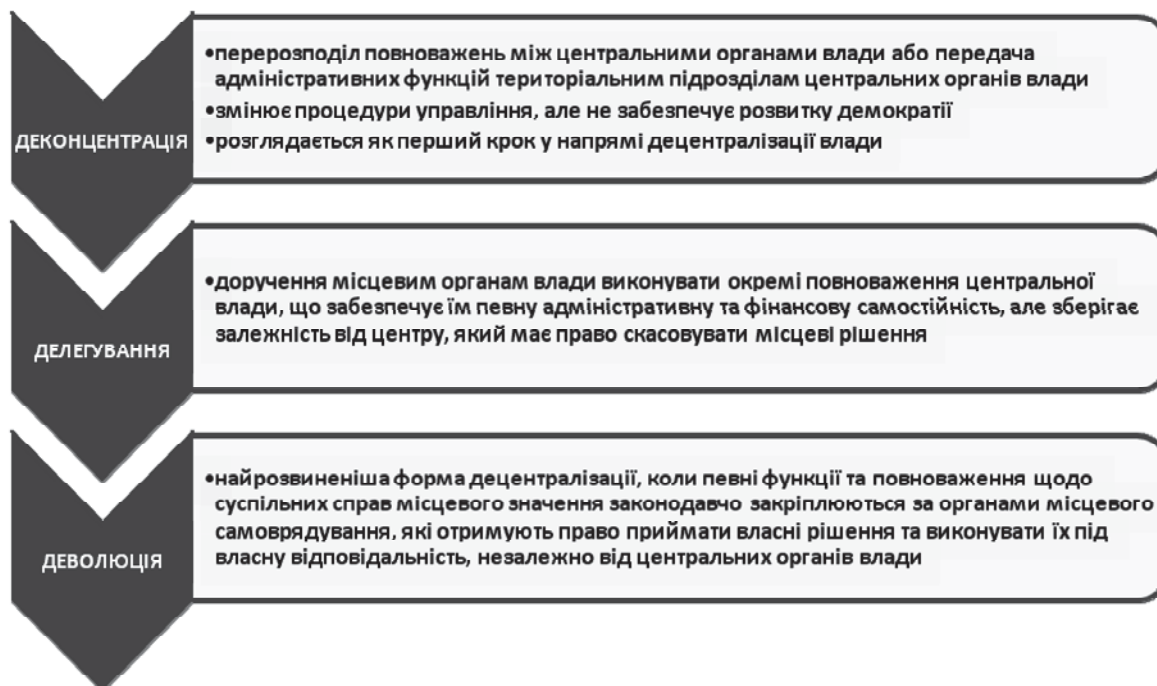 ДЕКОНЦЕНТРАЦІЯ
•перерозподіл повноважень між центральними органами влади або передача
адміністративних функцій територіальним підрозділам центральних органів влади
•змінює процедури управління, але не забезпечує розвитку демократії
•розглядається як перший крок у напрямі децентралізації влади
ДЕЛЕГУВАННЯ
•доручення місцевим органам влади виконувати окремі повноваження центральної
влади, що забезпечує їм певну адміністративну та фінансову самостійність, але зберігає
залежність від центру, який має право скасовувати місцеві рішення
ДЕВОЛЮЦІЯ
•найрозвиненіша форма децентралізації, коли певні функції та повноваження щодо
суспільних справ місцевого значення законодавчо закріплюються за органами місцевого
самоврядування, які отримують право приймати власні рішення та виконувати їх під
власну відповідальність, незалежно від центральних органів влади